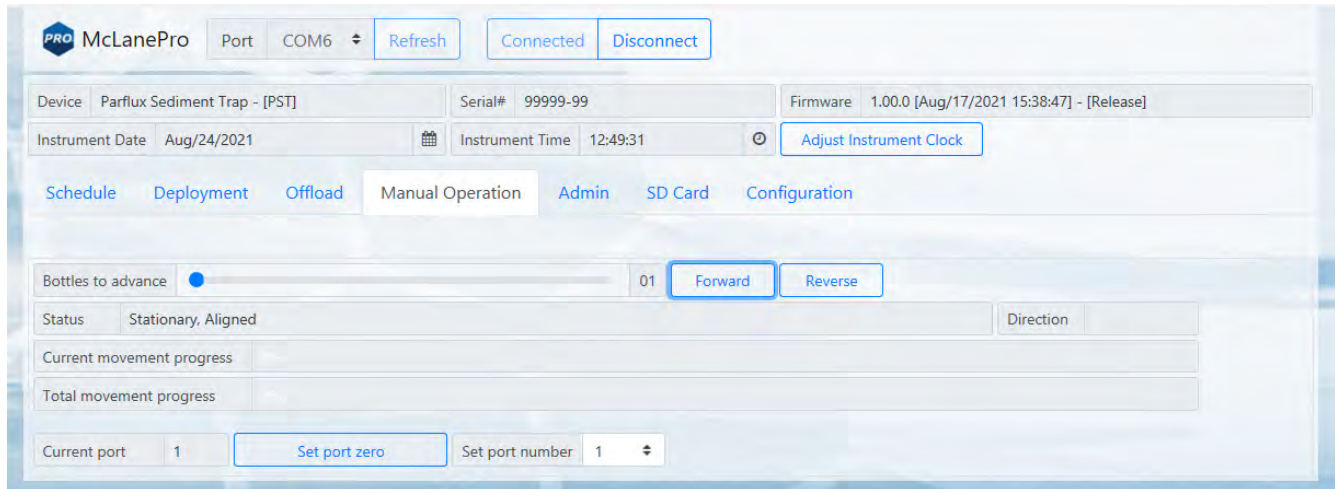 PRO McLanePro Port COM6 Refresh Connected Disconnect
Device Parflux Sediment Trap - [PST] Serial# 99999-99 Firmware 1.00.0 [Aug/17/2021 15:38:47] - [Release]
Instrument Date Aug/24/2021 Instrument Time 12:49:31 Adjust Instrument Clock
Schedule Deployment Offload Manual Operation Admin SD Card Configuration
Bottles to advance 01 Forward Reverse
Status Stationary, Aligned Direction
Current movement progress
Total movement progress
Current port 1 Set port zero Set port number 1